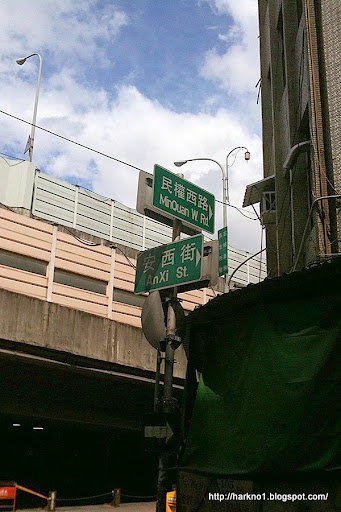 民權西路
MinQuan W. Rd.
安西街
AnXi St.
http://harkno1.blogspot.com/